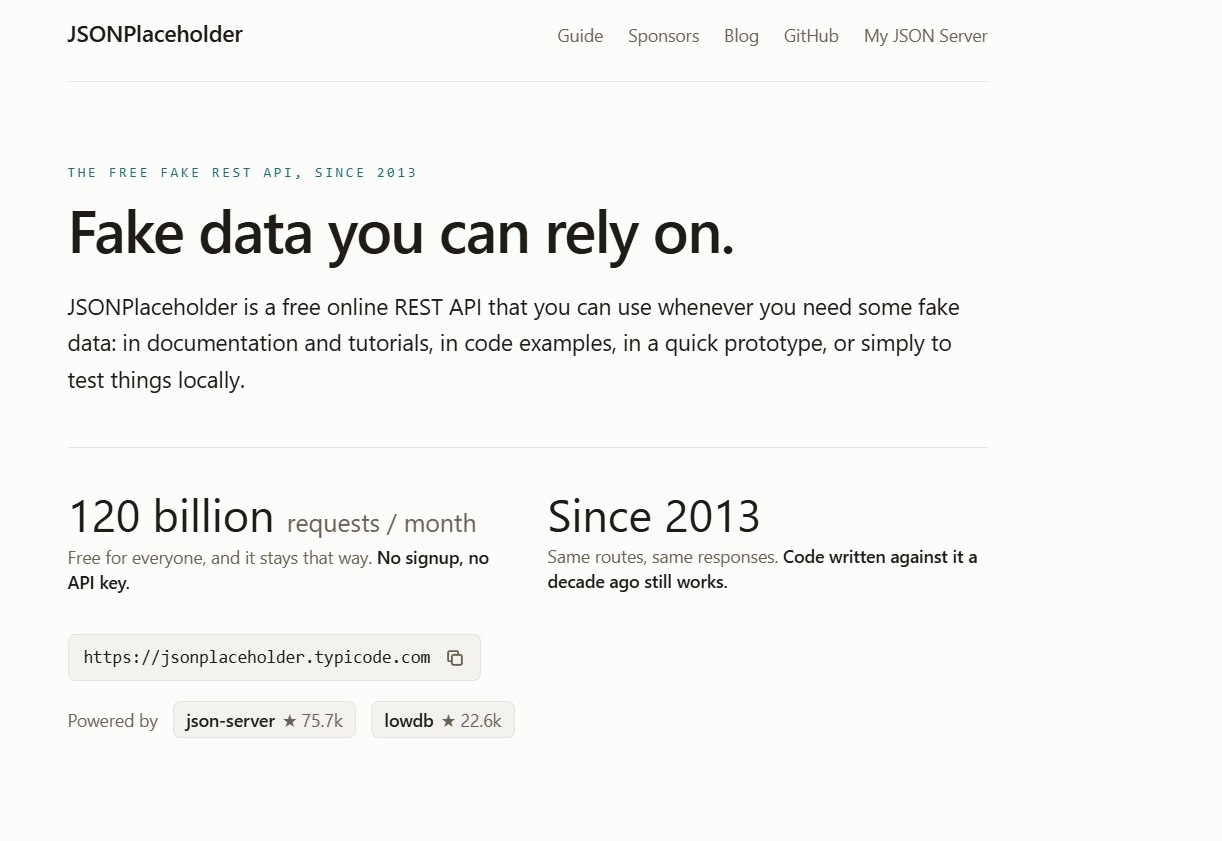 JSONPlaceholder
Guide Sponsors Blog GitHub My JSON Server
THE FREE FAKE REST API, SINCE 2013
Fake data you can rely on.
JSONPlaceholder is a free online REST API that you can use whenever you need some fake
data: in documentation and tutorials, in code examples, in a quick prototype, or simply to
test things locally.
120 billion requests / month
Free for everyone, and it stays that way. No signup, no
API key.
Since 2013
Same routes, same responses. Code written against it a
decade ago still works.
https://jsonplaceholder.typicode.com
Powered by json-server ★ 75.7k lowdb ★ 22.6k